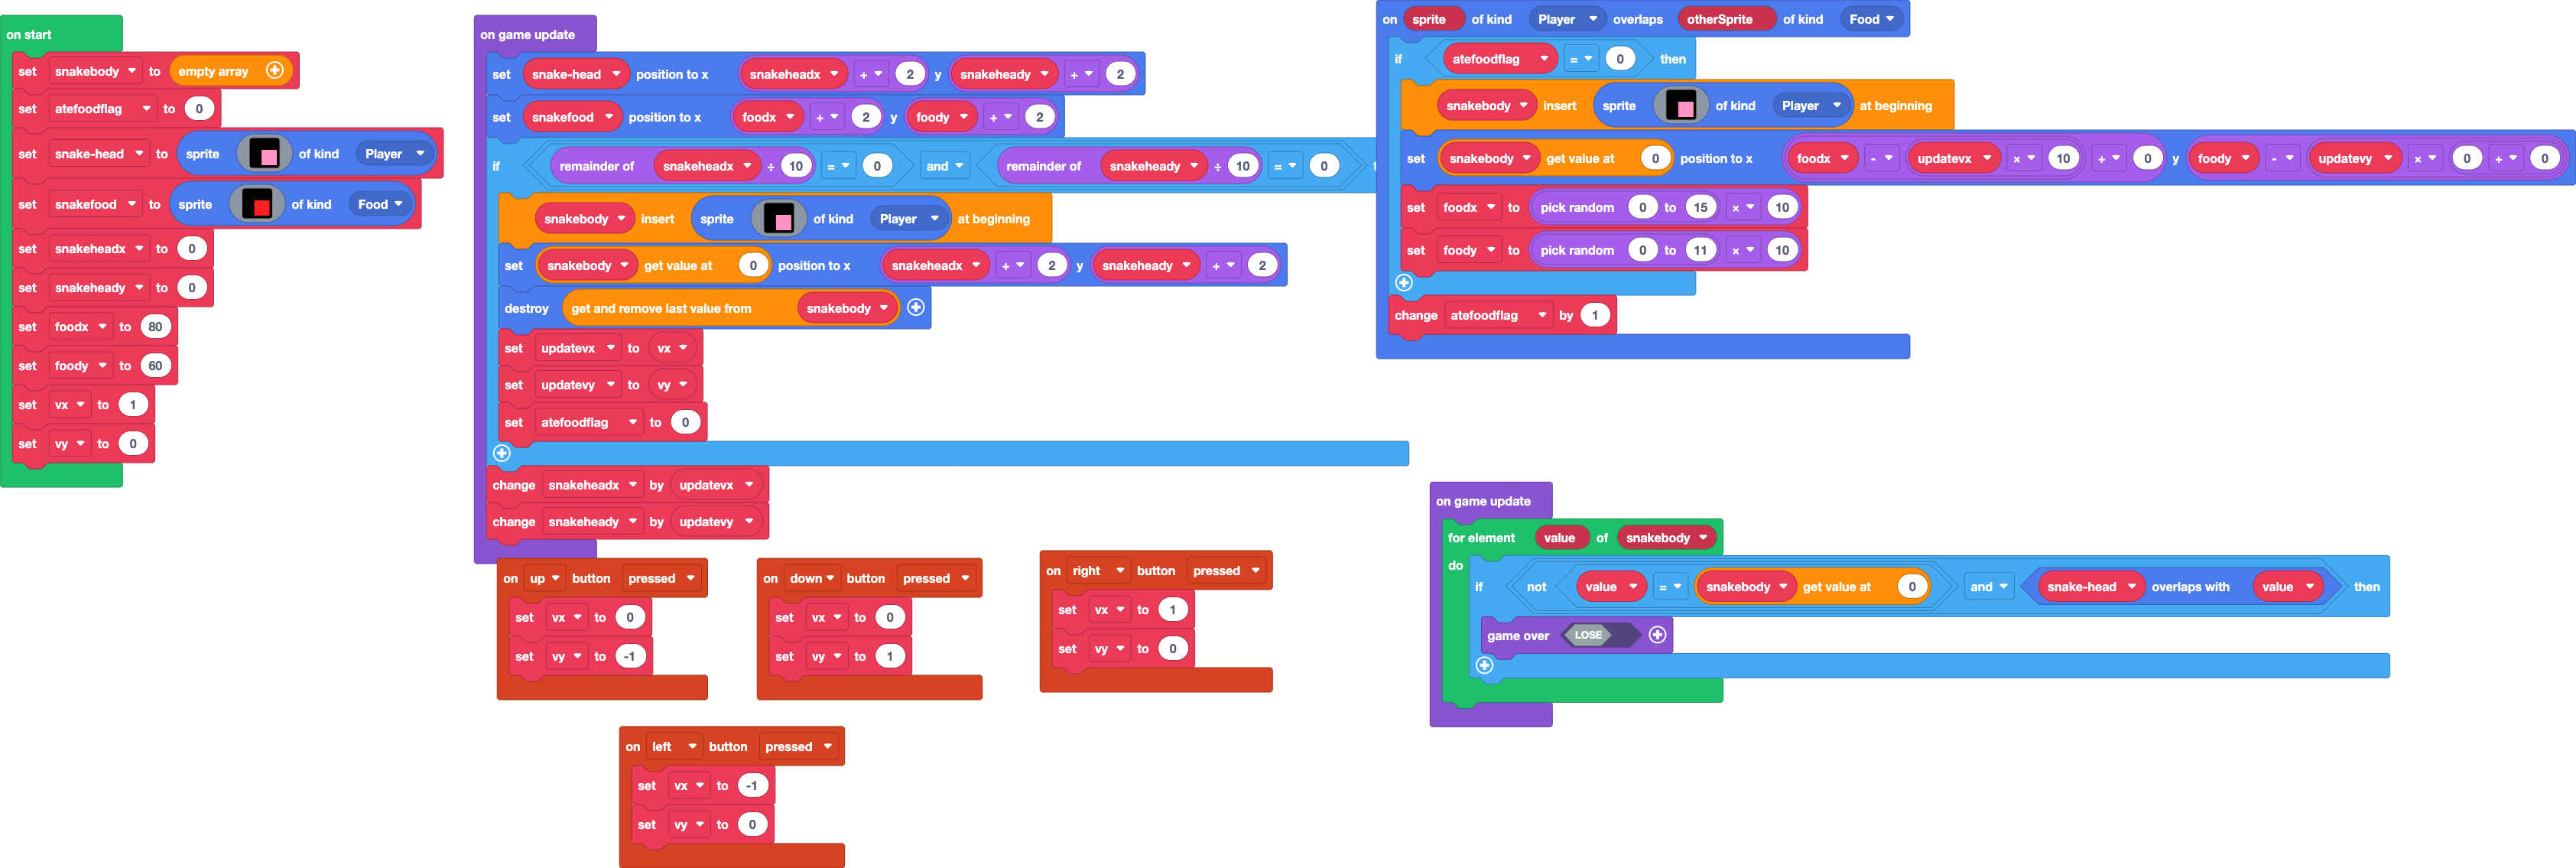 on start
set snakebody to empty array
set atefoodflag to 0
set snake-head to sprite of kind Player
set snakefood to sprite of kind Food
set snakeheadx to 0
set snakeheady to 0
set foodx to 80
set foody to 60
set vx to 1
set vy to 0
on game update
set snake-head position to x snakeheadx + 2 y snakeheady + 2
set snakefood position to x foodx + 2 y foody + 2
if remainder of snakeheadx ÷ 10 = 0 and remainder of snakeheady ÷ 10 = 0
snakebody insert sprite of kind Player at beginning
set snakebody get value at 0 position to x snakeheadx + 2 y snakeheady + 2
destroy get and remove last value from snakebody
set updatevx to vx
set updatevy to vy
set atefoodflag to 0
change snakeheadx by updatevx
change snakeheady by updatevy
on up button pressed
set vx to 0
set vy to -1
on down button pressed
set vx to 0
set vy to 1
on right button pressed
set vx to 1
set vy to 0
on left button pressed
set vx to -1
set vy to 0
on sprite of kind Player overlaps otherSprite of kind Food
if atefoodflag = 0 then
snakebody insert sprite of kind Player at beginning
set snakebody get value at 0 position to x foodx - updatevx × 10 + 0 y foody - updatevy × 0 + 0
set foodx to pick random 0 to 15 × 10
set foody to pick random 0 to 11 × 10
change atefoodflag by 1
on game update
for element value of snakebody
do
if not value = snakebody get value at 0 and snake-head overlaps with value then
game over LOSE